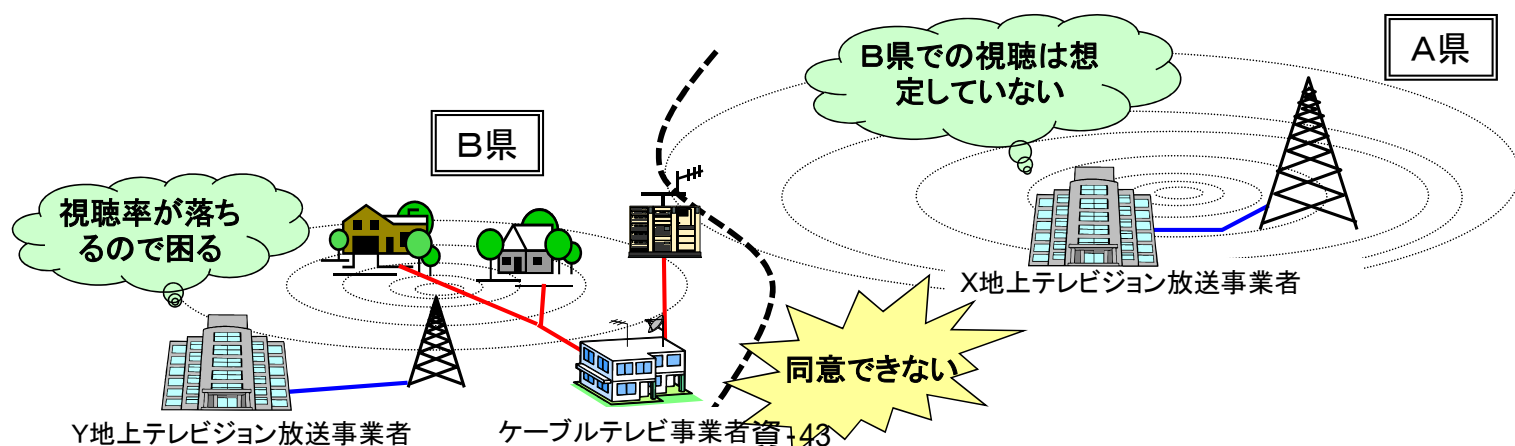 B県での視聴は想
定していない
A県
B県
視聴率が落ち
るので困る
X地上テレビジョン放送事業者
同意できない
Y地上テレビジョン放送事業者
ケーブルテレビ事業者
資-43